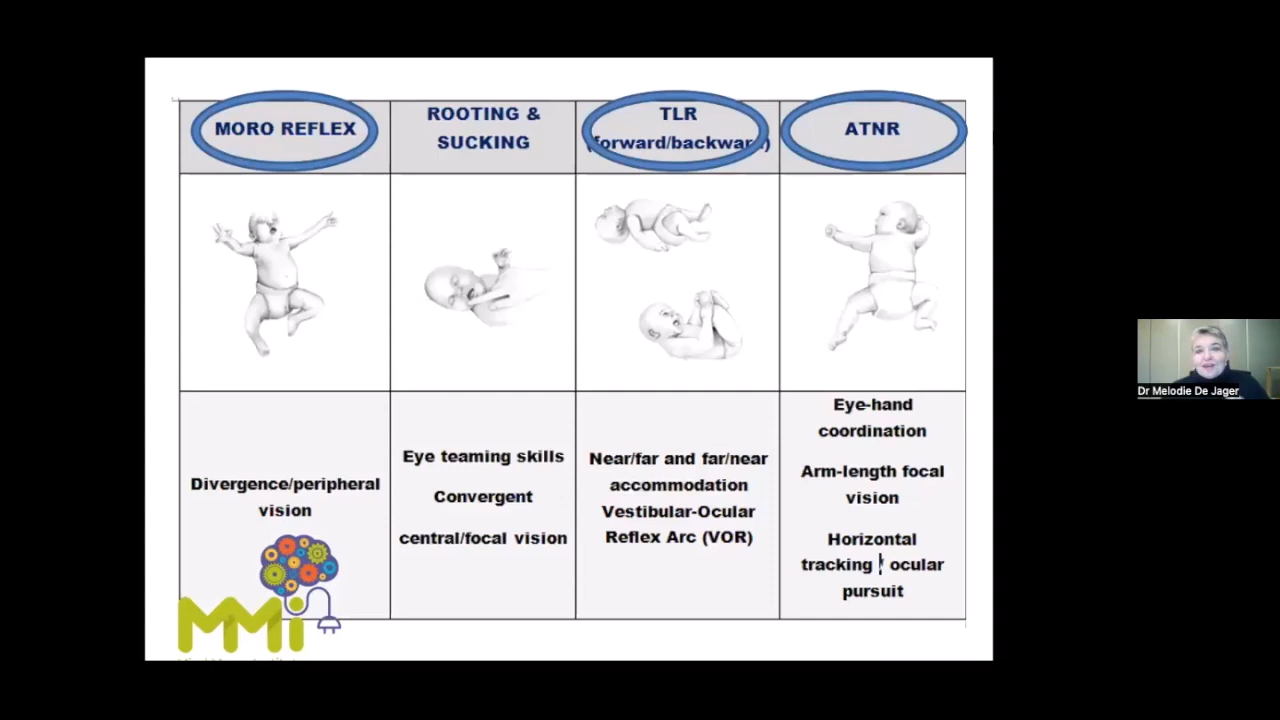 MORO REFLEX
ROOTING &
SUCKING
TLR
(forward/backward)
ATNR
Divergence/peripheral
vision
Eye teaming skills
Convergent
central/focal vision
Near/far and far/near
accommodation
Vestibular-Ocular
Reflex Arc (VOR)
Eye-hand
coordination
Arm-length focal
vision
Horizontal
tracking / ocular
pursuit
MMi
Dr Melodie De Jager